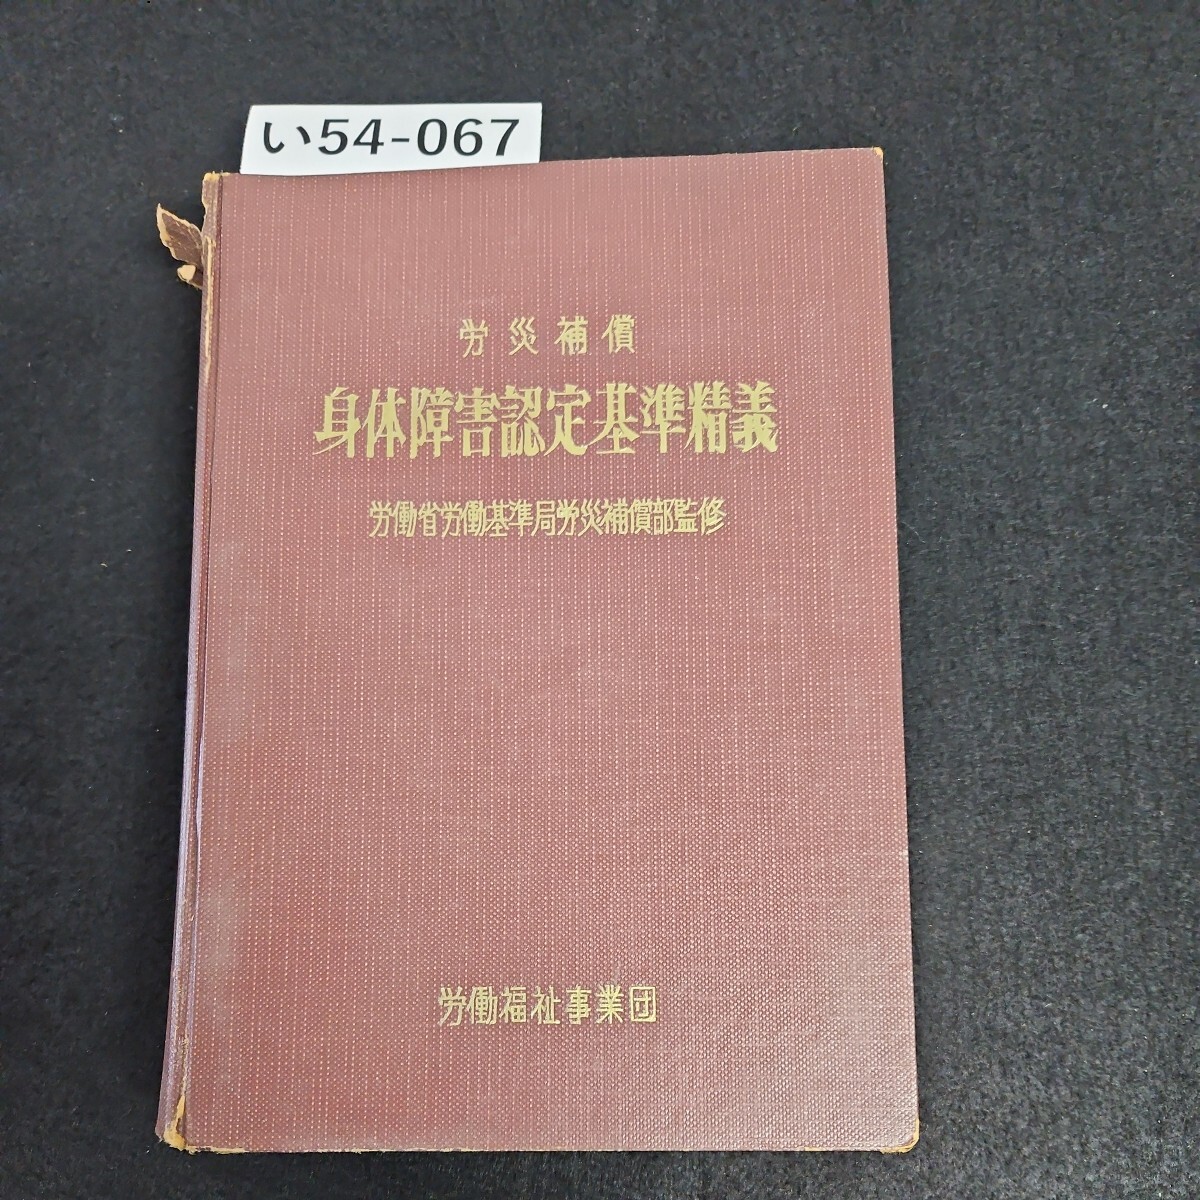 い54-067
労災補償
身体障害認定基準精義
労働省労働基準局労災補償部監修
労働福祉事業団